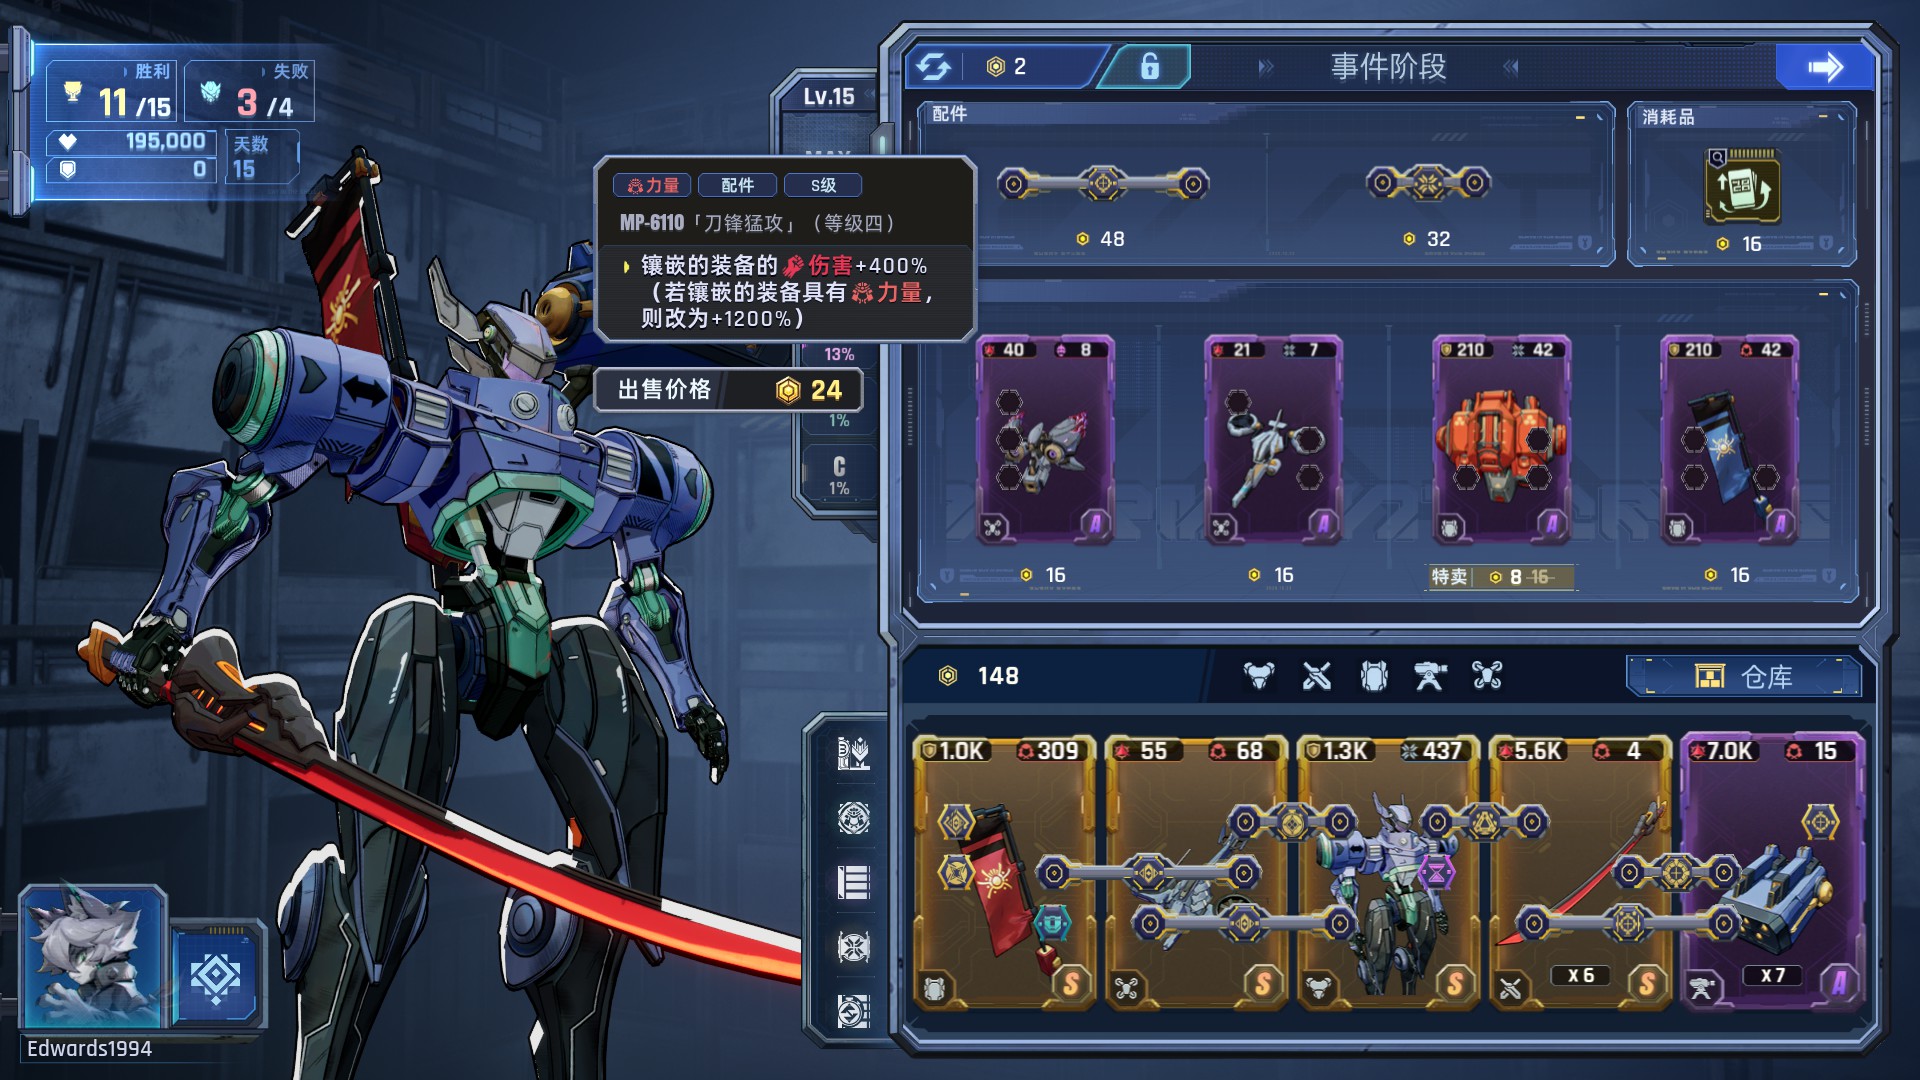 胜利
11/15
失败
3/4
195,000
0
天数
15
Lv.15
MAX
力量
配件
S级
MP-6110「刀锋猛攻」（等级四）
镶嵌的装备的伤害+400%
（若镶嵌的装备具有力量，
则改为+1200%）
13%
出售价格
24
1%
C
1%
2
事件阶段
配件
48
32
消耗品
16
40
8
21
7
210
42
210
42
A
A
A
A
16
16
特卖
8 16
16
148
仓库
1.0K
309
55
68
1.3K
437
5.6K
4
7.0K
15
S
S
S
X6
S
X7
A
Edwards1994